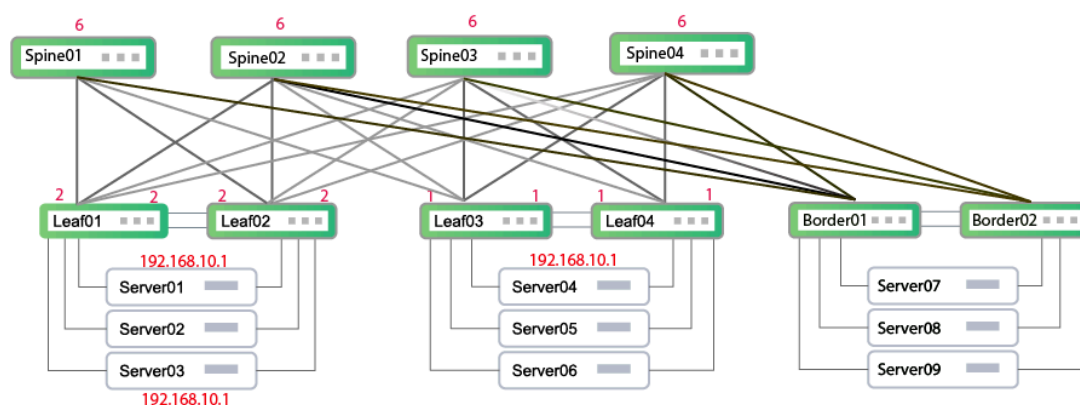 6 6 6 6
Spine01 Spine02 Spine03 Spine04
2 2 2 2 1 1 1 1
Leaf01 Leaf02 Leaf03 Leaf04 Border01 Border02
192.168.10.1 192.168.10.1
Server01 Server04 Server07
Server02 Server05 Server08
Server03 Server06 Server09
192.168.10.1